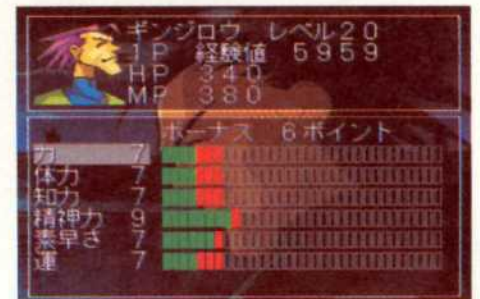 ギンジロウ レベル20
1P 経験値 5959
HP 340
MP 380
ボーナス 6ポイント
力 7
体力 7
知力 7
精神力 9
素早さ 7
運 7